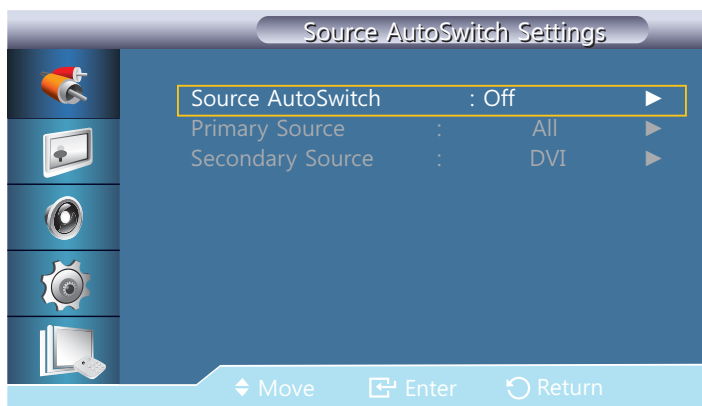 Source AutoSwitch Settings
Source AutoSwitch : Off
Primary Source : All
Secondary Source : DVI
Move Enter Return